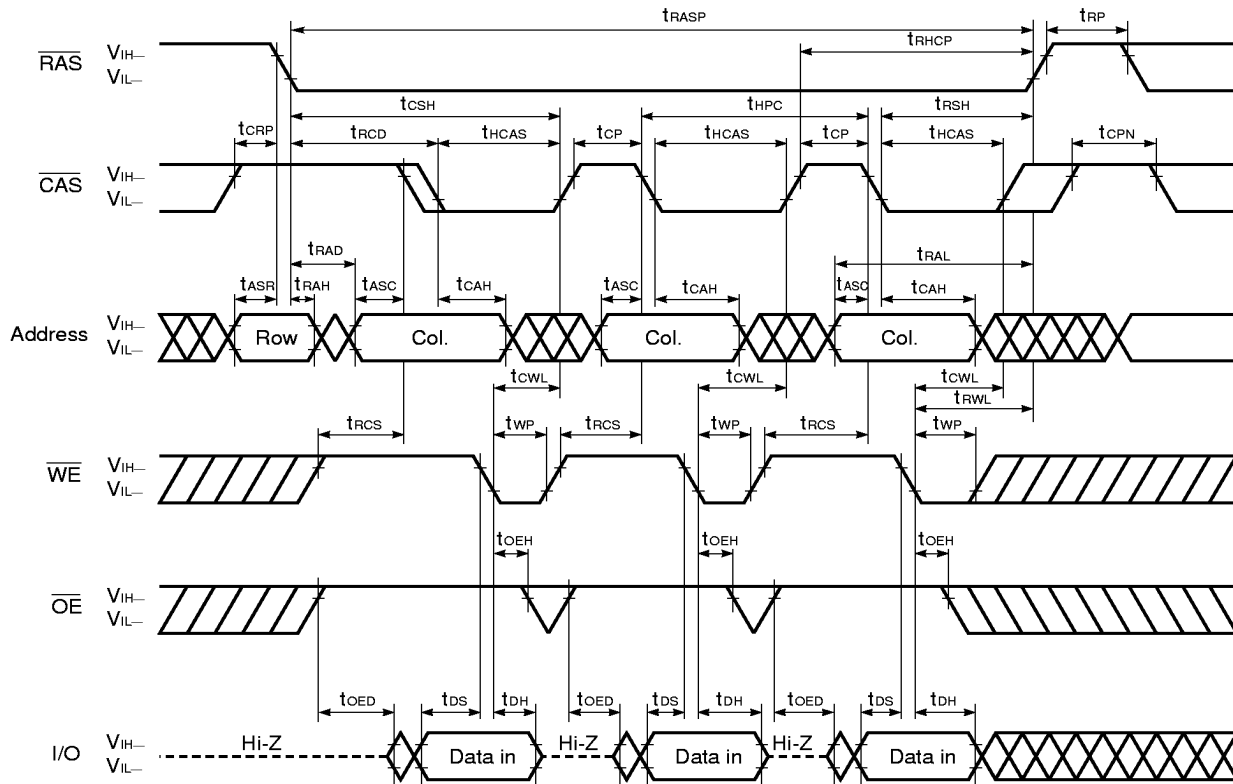 tRASP tRP
tRHCP
RAS VIH— VIL—
tCSH tHPC tRSH
tCRP tRCD tHCAS tCP tHCAS tCP tHCAS tCPN
CAS VIH— VIL—
tRAD tRAL
tASR tRAH tASC tCAH tASC tCAH tASC tCAH
Address VIH— VIL— Row Col. Col. Col.
tCWL tCWL tCWL
tRWL
tRCS tWP tRCS tWP tRCS tWP
WE VIH— VIL—
tOEH tOEH tOEH
OE VIH— VIL—
tOED tDS tDH tOED tDS tDH tOED tDS tDH
I/O VIH— VIL— Hi-Z Data in Hi-Z Data in Hi-Z Data in